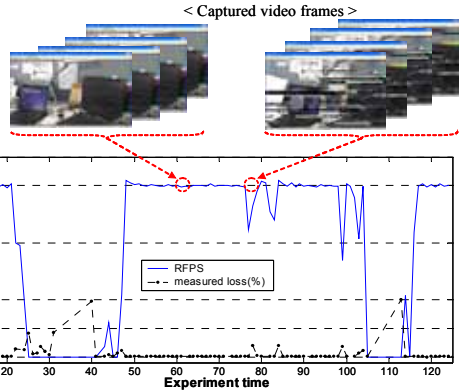 < Captured video frames >
RFPS
measured loss(%)
20 30 40 50 60 70 80 90 100 110 120
Experiment time